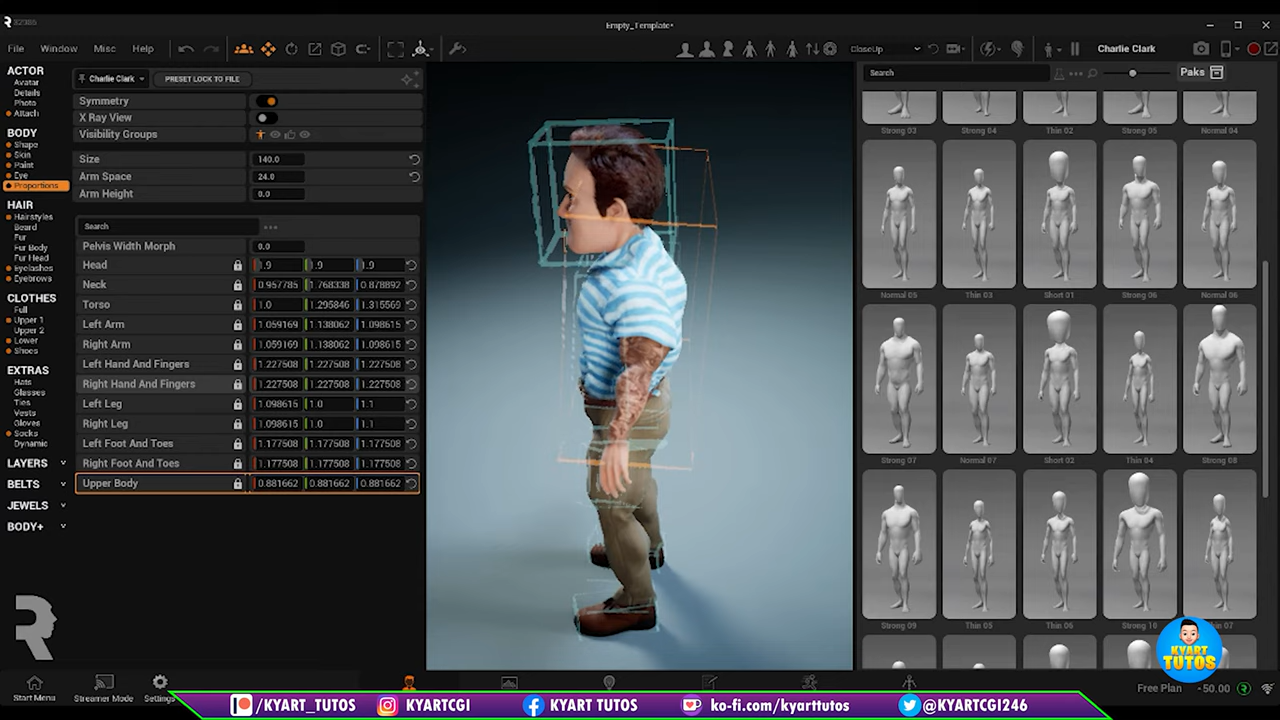 82985
Empty_Template*
File Window Misc Help
CloseUp
Charlie Clark
ACTOR
Avatar
Details
Photo
Attach
BODY
Shape
Skin
Paint
Eye
Proportions
HAIR
Hairstyles
Beard
Fur
Fur Body
Fur Head
Eyelashes
Eyebrows
CLOTHES
Full
Upper 1
Upper 2
Lower
Shoes
EXTRAS
Hats
Glasses
Ties
Vests
Gloves
Socks
Dynamic
LAYERS
BELTS
JEWELS
BODY+
Charlie Clark PRESET LOCK TO FILE
Symmetry
X Ray View
Visibility Groups
Size 140.0
Arm Space 24.0
Arm Height 0.0
Search
Pelvis Width Morph 0.0
Head 1.9 1.9 1.9
Neck 0.957785 1.768338 0.878892
Torso 1.0 1.295846 1.315569
Left Arm 1.059169 1.138062 1.098615
Right Arm 1.059169 1.138062 1.098615
Left Hand And Fingers 1.227508 1.227508 1.227508
Right Hand And Fingers 1.227508 1.227508 1.227508
Left Leg 1.098615 1.0 1.1
Right Leg 1.098615 1.0 1.1
Left Foot And Toes 1.177508 1.177508 1.177508
Right Foot And Toes 1.177508 1.177508 1.177508
Upper Body 0.881662 0.881662 0.881662
Search
Paks
Strong 03 Strong 04 Thin 02 Strong 05 Normal 04
Normal 05 Thin 03 Short 01 Strong 06 Normal 06
Strong 07 Normal 07 Short 02 Thin 04 Strong 08
Strong 09 Thin 05 Thin 06 Strong 10 Thin 07
KYART
TUTOS
Start Menu Streamer Mode Settings
Free Plan -50.00
/KYART_TUTOS KYARTCGI KYART TUTOS ko-fi.com/kyarttutos @KYARTCGI246